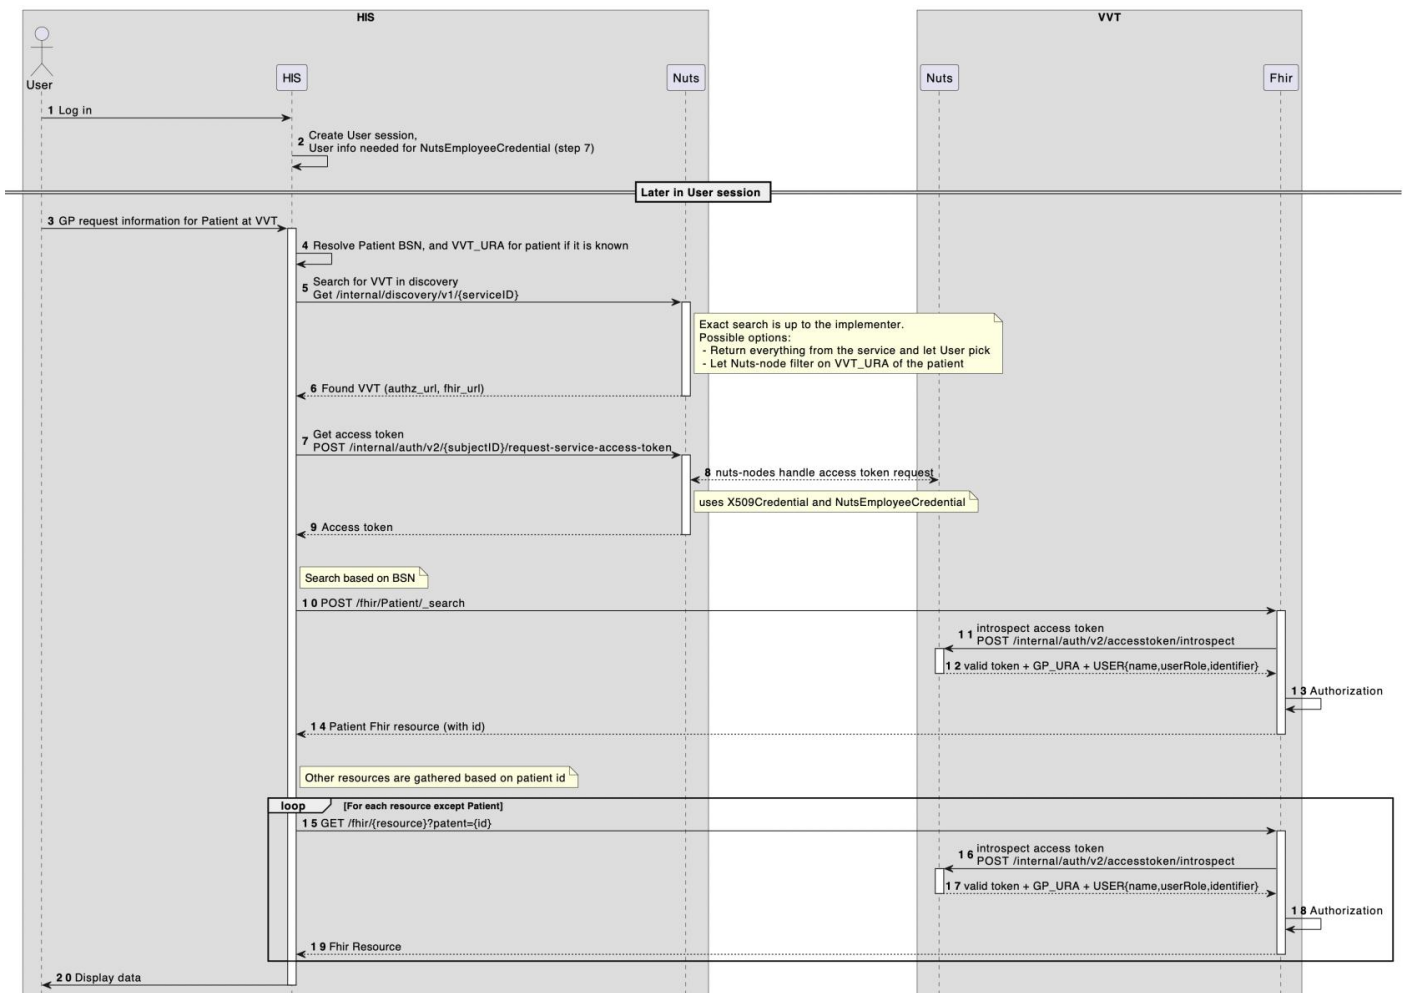 HIS
VVT
User
HIS
Nuts
Nuts
Fhir
1 Log in
2 Create User session,
User info needed for NutsEmployeeCredential (step 7)
Later in User session
3 GP request information for Patient at VVT
4 Resolve Patient BSN, and VVT_URA for patient if it is known
5 Search for VVT in discovery
Get /internal/discovery/v1/{serviceID}
Exact search is up to the implementer.
Possible options:
- Return everything from the service and let User pick
- Let Nuts-node filter on VVT_URA of the patient
6 Found VVT (authz_url, fhir_url)
7 Get access token
POST /internal/auth/v2/{subjectID}/request-service-access-token
8 nuts-nodes handle access token request
uses X509Credential and NutsEmployeeCredential
9 Access token
Search based on BSN
10 POST /fhir/Patient/_search
11 introspect access token
POST /internal/auth/v2/accesstoken/introspect
12 valid token + GP_URA + USER{name,userRole,identifier}
13 Authorization
14 Patient Fhir resource (with id)
Other resources are gathered based on patient id
loop [For each resource except Patient]
15 GET /fhir/{resource}?patent={id}
16 introspect access token
POST /internal/auth/v2/accesstoken/introspect
17 valid token + GP_URA + USER{name,userRole,identifier}
18 Authorization
19 Fhir Resource
20 Display data